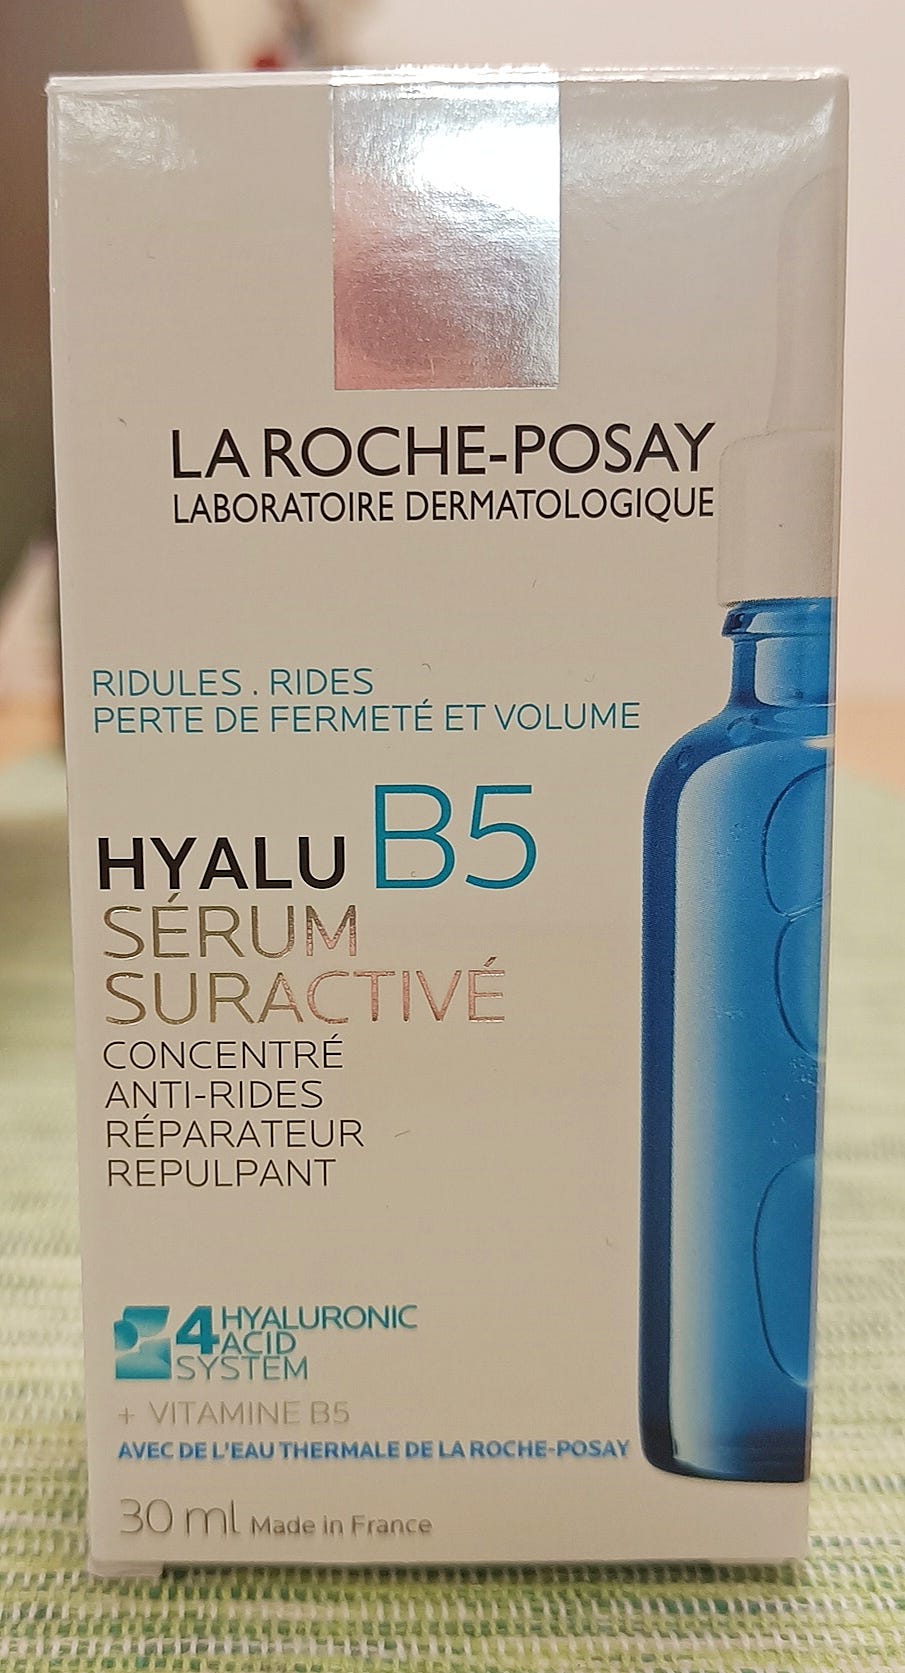 LA ROCHE-POSAY
LABORATOIRE DERMATOLOGIQUE
RIDULES . RIDES
PERTE DE FERMETÉ ET VOLUME
HYALU B5
SÉRUM
SURACTIVÉ
CONCENTRÉ
ANTI-RIDES
RÉPARATEUR
REPULPANT
4 HYALURONIC
ACID
SYSTEM
+ VITAMINE B5
AVEC DE L'EAU THERMALE DE LA ROCHE-POSAY
30 ml Made in France